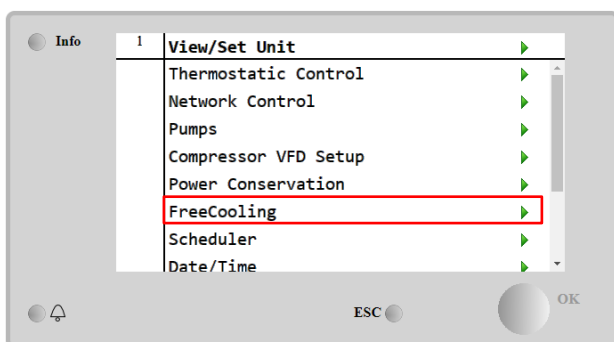 Info
1 View/Set Unit
Thermostatic Control
Network Control
Pumps
Compressor VFD Setup
Power Conservation
FreeCooling
Scheduler
Date/Time
ESC
OK